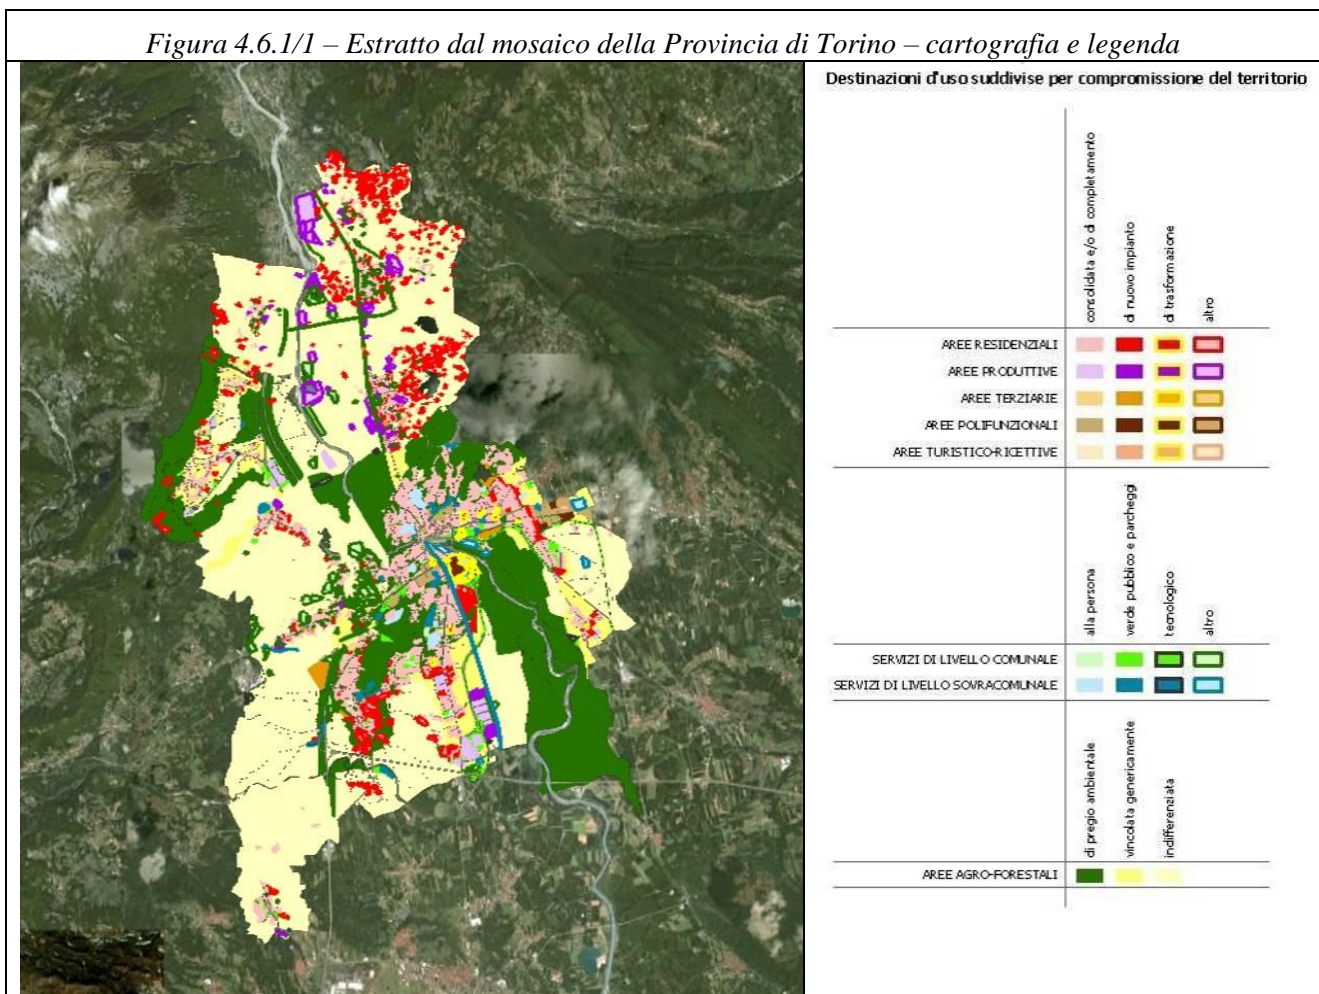 Figura 4.6.1/1 – Estratto dal mosaico della Provincia di Torino – cartografia e legenda
Destinazioni d'uso suddivise per compromissione del territorio
consolidata e/o di completamento
di nuovo impianto
di trasformazione
altro
AREE RESIDENZIALI
AREE PRODUTTIVE
AREE TERZIARIE
AREE POLIFUNZIONALI
AREE TURISTICO-RICETTIVE
alla persona
verde pubblico e parcheggi
tecnologico
altro
SERVIZI DI LIVELLO COMUNALE
SERVIZI DI LIVELLO SOVRACOMUNALE
di pregio ambientale
vincolata genericamente
indifferenziata
AREE AGRO-FORESTALI